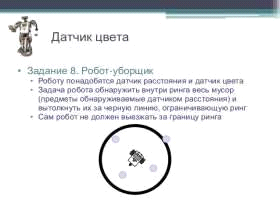 Датчик цвета
• Задание 8. Робот-уборщик
• Роботу понадобятся датчик расстояния и датчик цвета
• Задача робота обнаружить внутри ринга весь мусор
(предметы обнаруживаемые датчиком расстояния) и
вытолкнуть их за черную линию, ограничивающую ринг
• Сам робот не должен выезжать за границу ринга